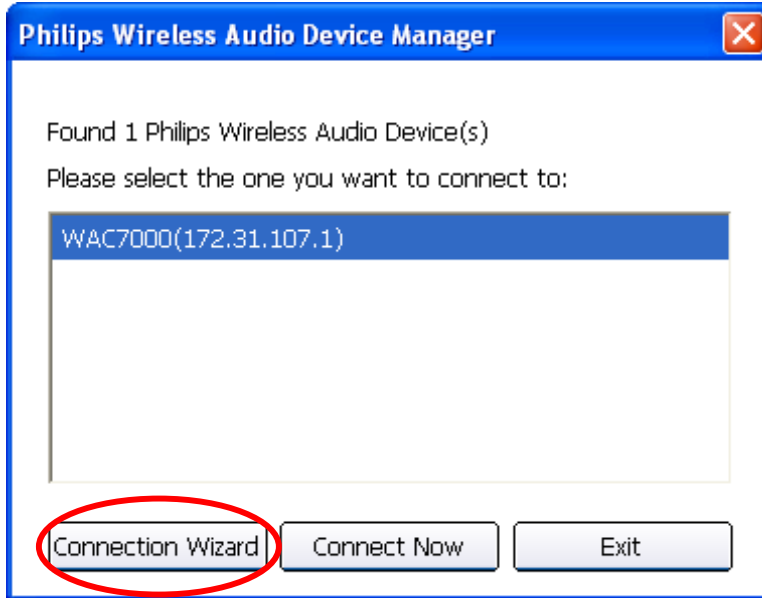 Philips Wireless Audio Device Manager
Found 1 Philips Wireless Audio Device(s)
Please select the one you want to connect to:
WAC7000(172.31.107.1)
Connection Wizard Connect Now Exit